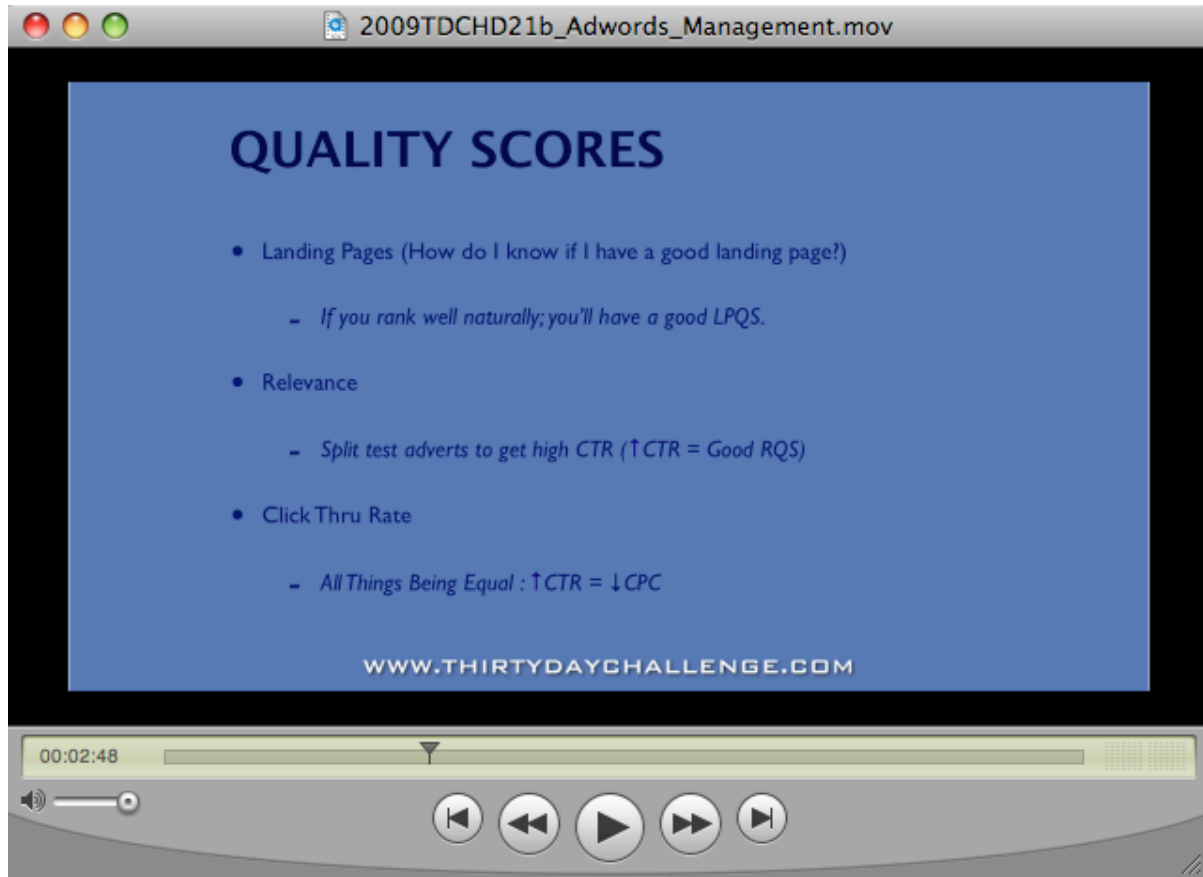 2009TDCHD21b_Adwords_Management.mov
QUALITY SCORES
• Landing Pages (How do I know if I have a good landing page?)
– If you rank well naturally; you'll have a good LPQS.
• Relevance
– Split test adverts to get high CTR (↑CTR = Good RQS)
• Click Thru Rate
– All Things Being Equal : ↑CTR = ↓CPC
WWW.THIRTYDAYCHALLENGE.COM
00:02:48